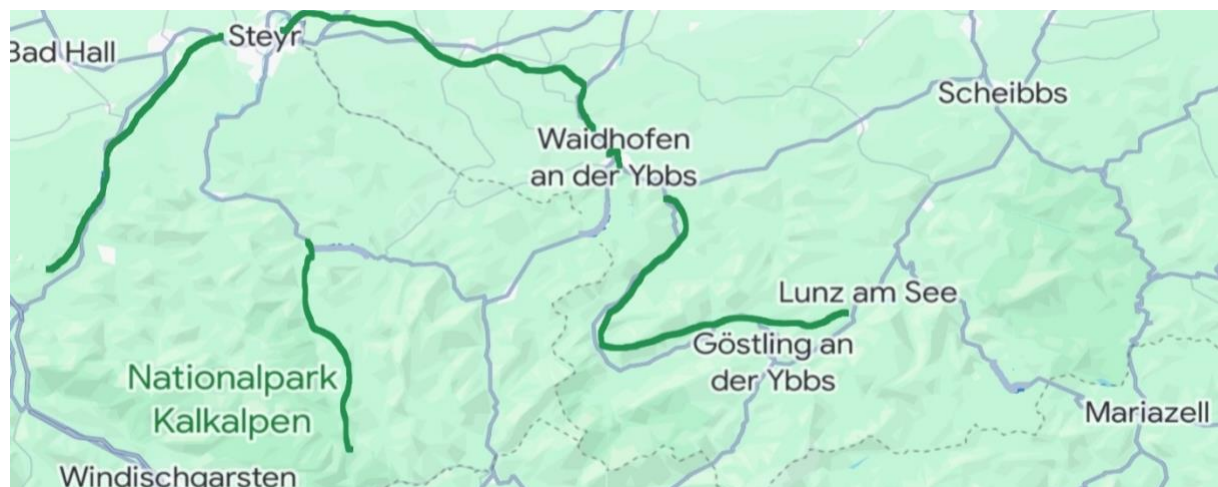 Bad Hall
Steyr
Scheibbs
Waidhofen
an der Ybbs
Lunz am See
Göstling an
der Ybbs
Nationalpark
Kalkalpen
Mariazell
Windischgarsten